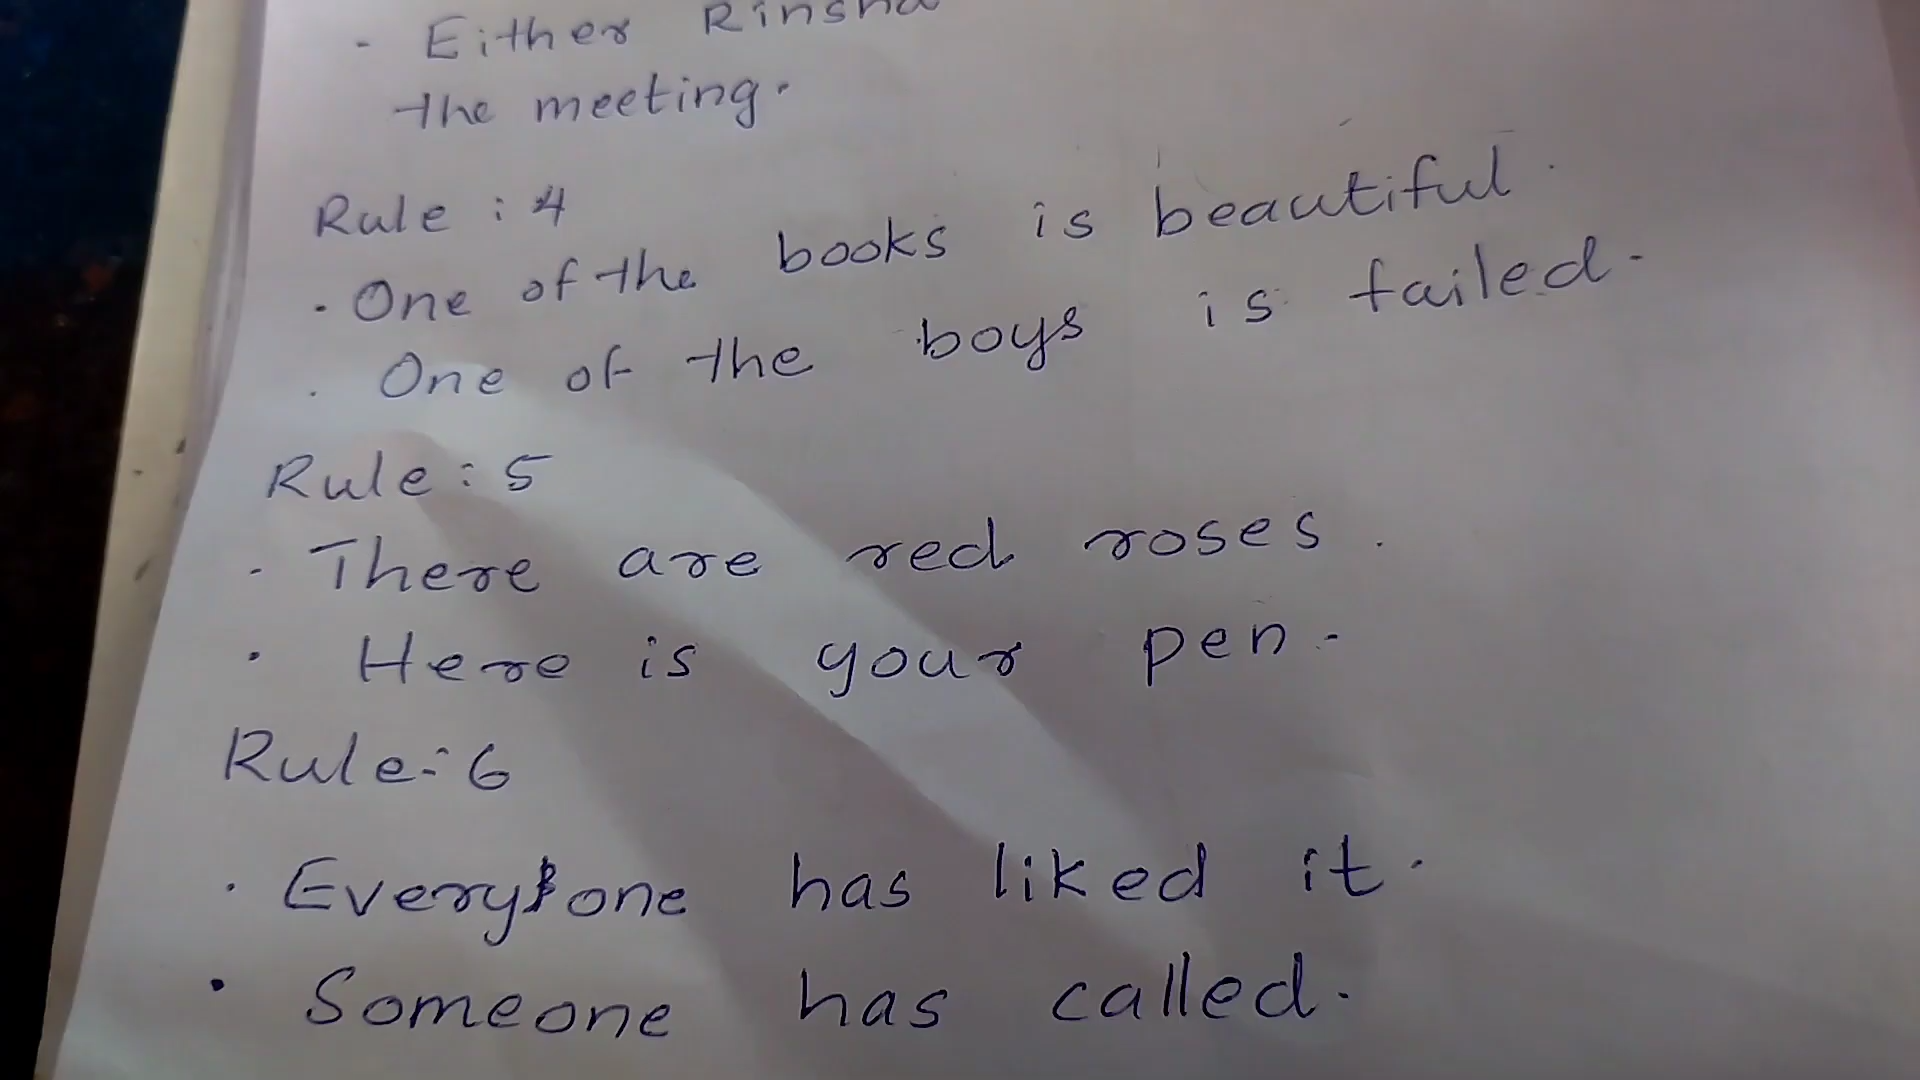 - Either Rinsha
the meeting.
Rule : 4
. One of the books is beautiful.
. One of the boys is failed.
Rule : 5
. There are red roses.
. Here is your pen.
Rule : 6
. Everyone has liked it.
. Someone has called.